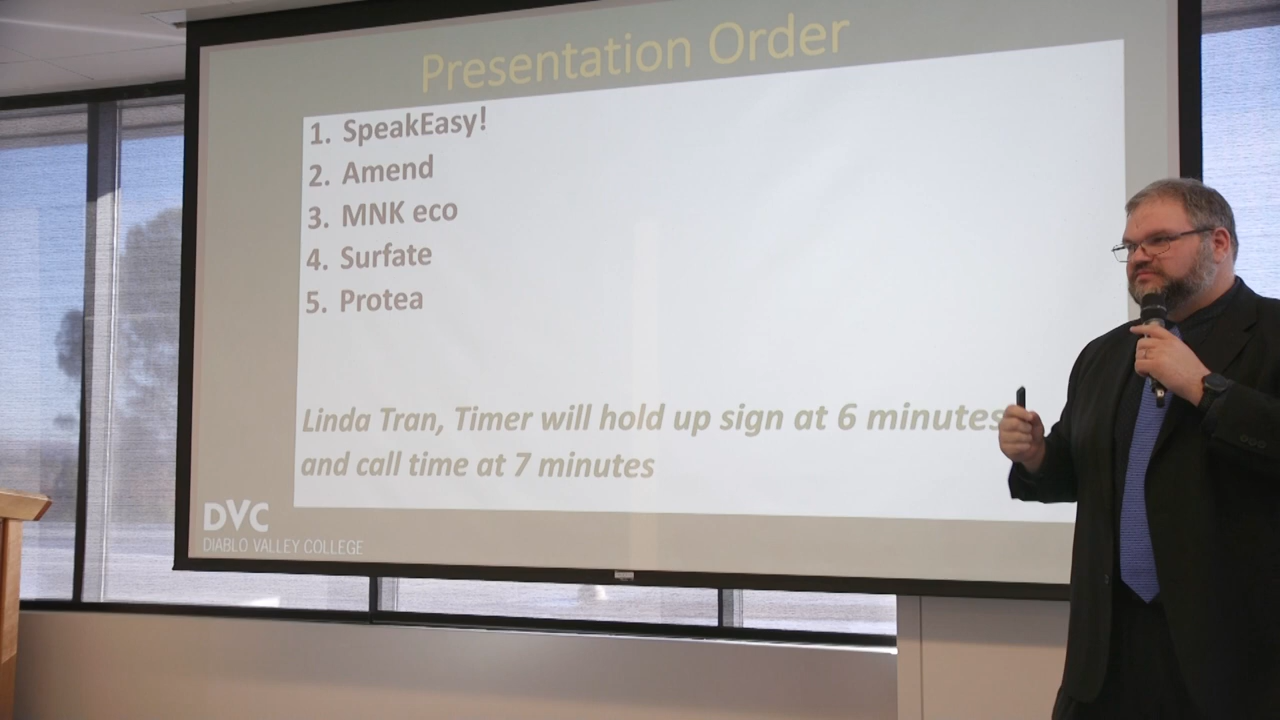 Presentation Order
1. SpeakEasy!
2. Amend
3. MNK eco
4. Surfate
5. Protea
Linda Tran, Timer will hold up sign at 6 minutes
and call time at 7 minutes
DVC
DIABLO VALLEY COLLEGE